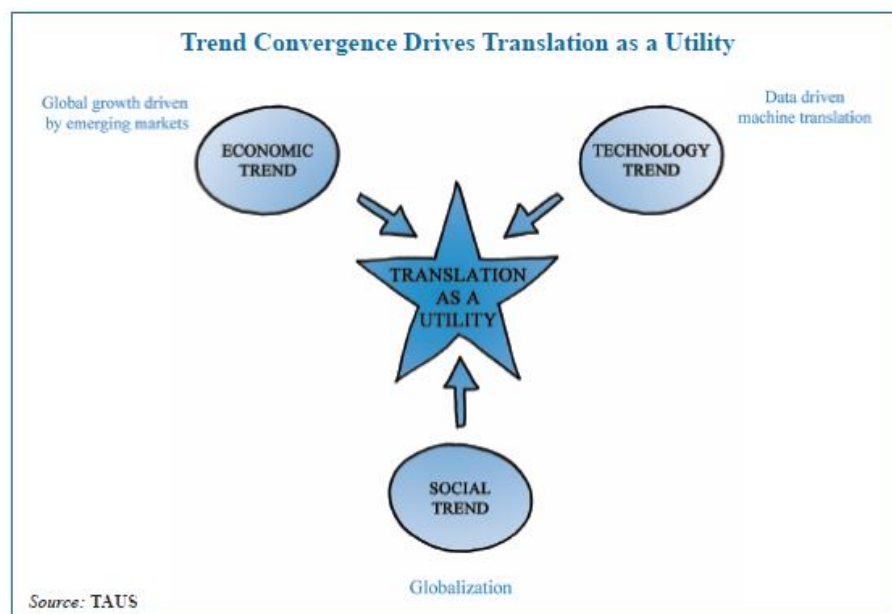 Trend Convergence Drives Translation as a Utility
Global growth driven
by emerging markets
ECONOMIC
TREND
Data driven
machine translation
TECHNOLOGY
TREND
TRANSLATION
AS A
UTILITY
SOCIAL
TREND
Globalization
Source: TAUS